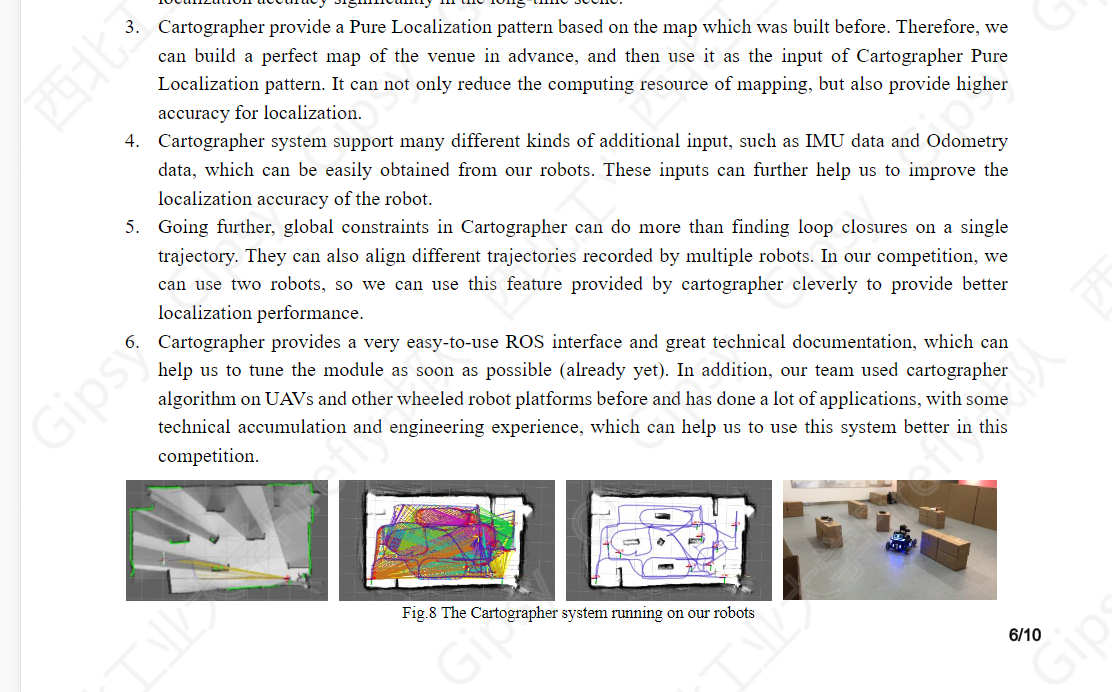 3. Cartographer provide a Pure Localization pattern based on the map which was built before. Therefore, we
can build a perfect map of the venue in advance, and then use it as the input of Cartographer Pure
Localization pattern. It can not only reduce the computing resource of mapping, but also provide higher
accuracy for localization.
4. Cartographer system support many different kinds of additional input, such as IMU data and Odometry
data, which can be easily obtained from our robots. These inputs can further help us to improve the
localization accuracy of the robot.
5. Going further, global constraints in Cartographer can do more than finding loop closures on a single
trajectory. They can also align different trajectories recorded by multiple robots. In our competition, we
can use two robots, so we can use this feature provided by cartographer cleverly to provide better
localization performance.
6. Cartographer provides a very easy-to-use ROS interface and great technical documentation, which can
help us to tune the module as soon as possible (already yet). In addition, our team used cartographer
algorithm on UAVs and other wheeled robot platforms before and has done a lot of applications, with some
technical accumulation and engineering experience, which can help us to use this system better in this
competition.
Fig.8 The Cartographer system running on our robots
6/10